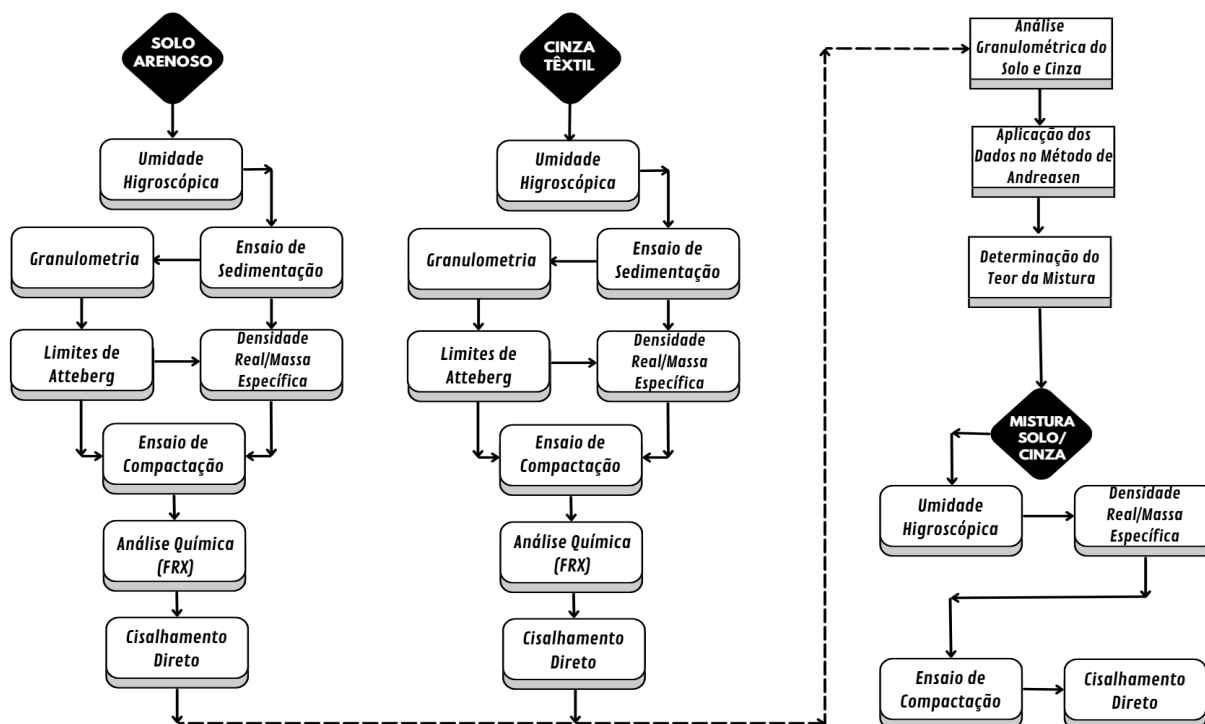 SOLO
ARENOSO
Umidade
Higroscópica
Granulometria
Ensaio de
Sedimentação
Limites de
Atteberg
Densidade
Real/Massa
Específica
Ensaio de
Compactação
Análise Química
(FRX)
Cisalhamento
Direto
CINZA
TÊXTIL
Umidade
Higroscópica
Granulometria
Ensaio de
Sedimentação
Limites de
Atteberg
Densidade
Real/Massa
Específica
Ensaio de
Compactação
Análise Química
(FRX)
Cisalhamento
Direto
Análise
Granulométrica do
Solo e Cinza
Aplicação dos
Dados no Método de
Andreasen
Determinação do
Teor da Mistura
MISTURA
SOLO/
CINZA
Umidade
Higroscópica
Densidade
Real/Massa
Específica
Ensaio de
Compactação
Cisalhamento
Direto